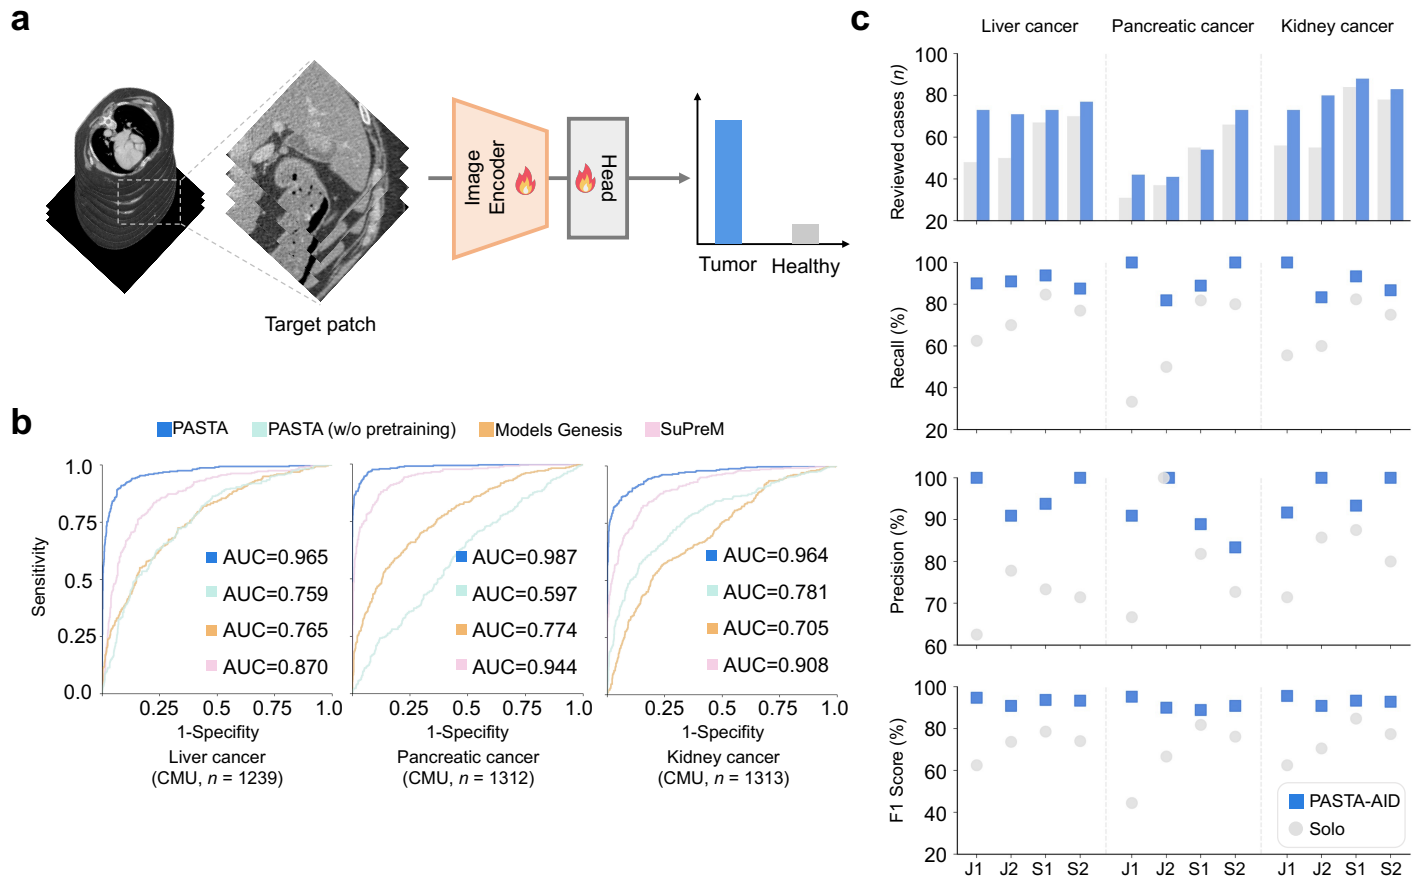 a
Image
Encoder
Head
Tumor
Healthy
Target patch
b
PASTA
PASTA (w/o pretraining)
Models Genesis
SuPreM
Sensitivity
1.0
0.75
0.5
0.25
0.0
AUC=0.965
AUC=0.759
AUC=0.765
AUC=0.870
0.25 0.5 0.75 1.0
1-Specifity
Liver cancer
(CMU, n = 1239)
AUC=0.987
AUC=0.597
AUC=0.774
AUC=0.944
0.25 0.5 0.75 1.0
1-Specifity
Pancreatic cancer
(CMU, n = 1312)
AUC=0.964
AUC=0.781
AUC=0.705
AUC=0.908
0.25 0.5 0.75 1.0
1-Specifity
Kidney cancer
(CMU, n = 1313)
c
Liver cancer
Pancreatic cancer
Kidney cancer
Reviewed cases (n)
100
80
60
40
20
Recall (%)
100
80
60
40
20
Precision (%)
100
90
80
70
60
F1 Score (%)
100
80
60
40
20
PASTA-AID
Solo
J1 J2 S1 S2 J1 J2 S1 S2 J1 J2 S1 S2